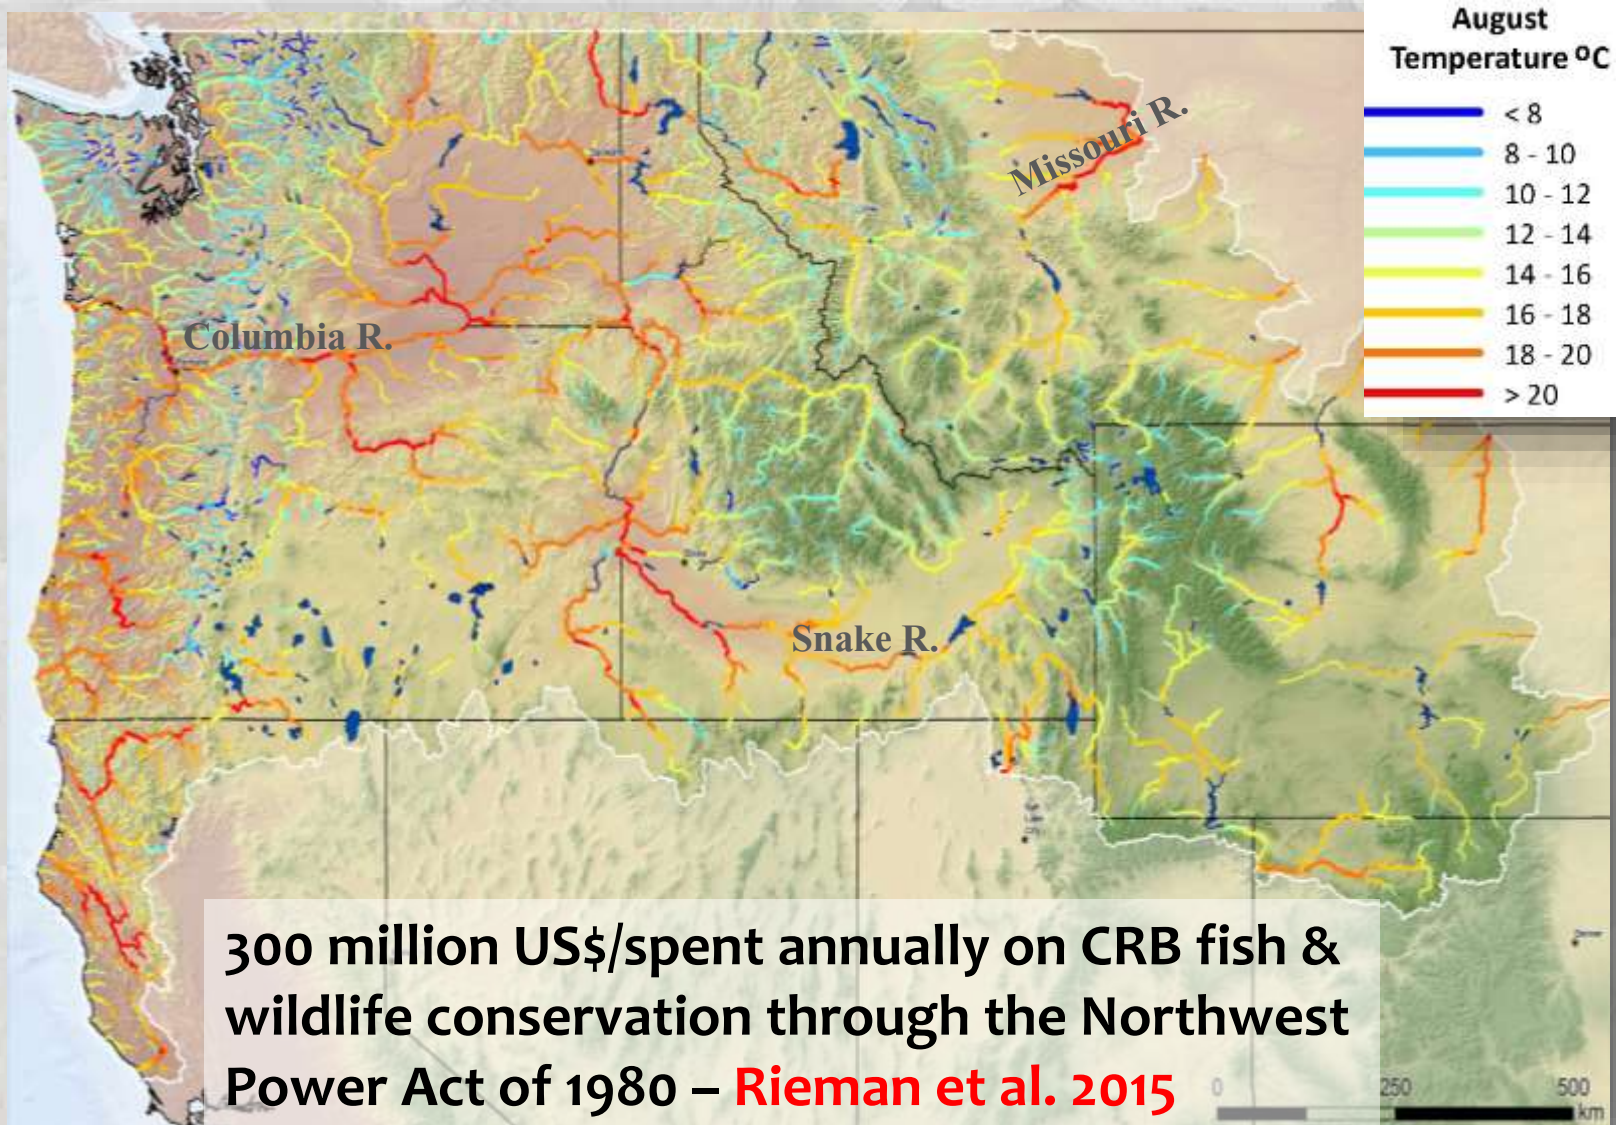 August
Temperature ºC
< 8
8 - 10
10 - 12
12 - 14
14 - 16
16 - 18
18 - 20
> 20
Missouri R.
Columbia R.
Snake R.
300 million US$/spent annually on CRB fish &
wildlife conservation through the Northwest
Power Act of 1980 – Rieman et al. 2015
0 250 500
km